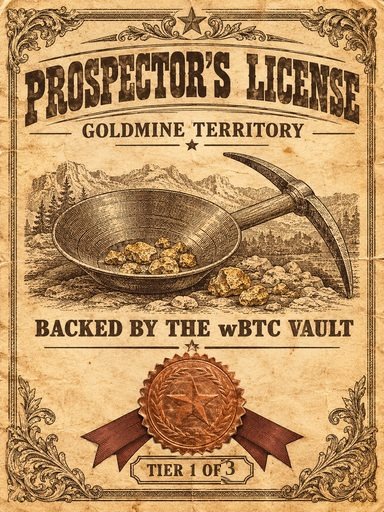 PROSPECTOR'S LICENSE
GOLDMINE TERRITORY
BACKED BY THE wBTC VAULT
TIER 1 OF 3